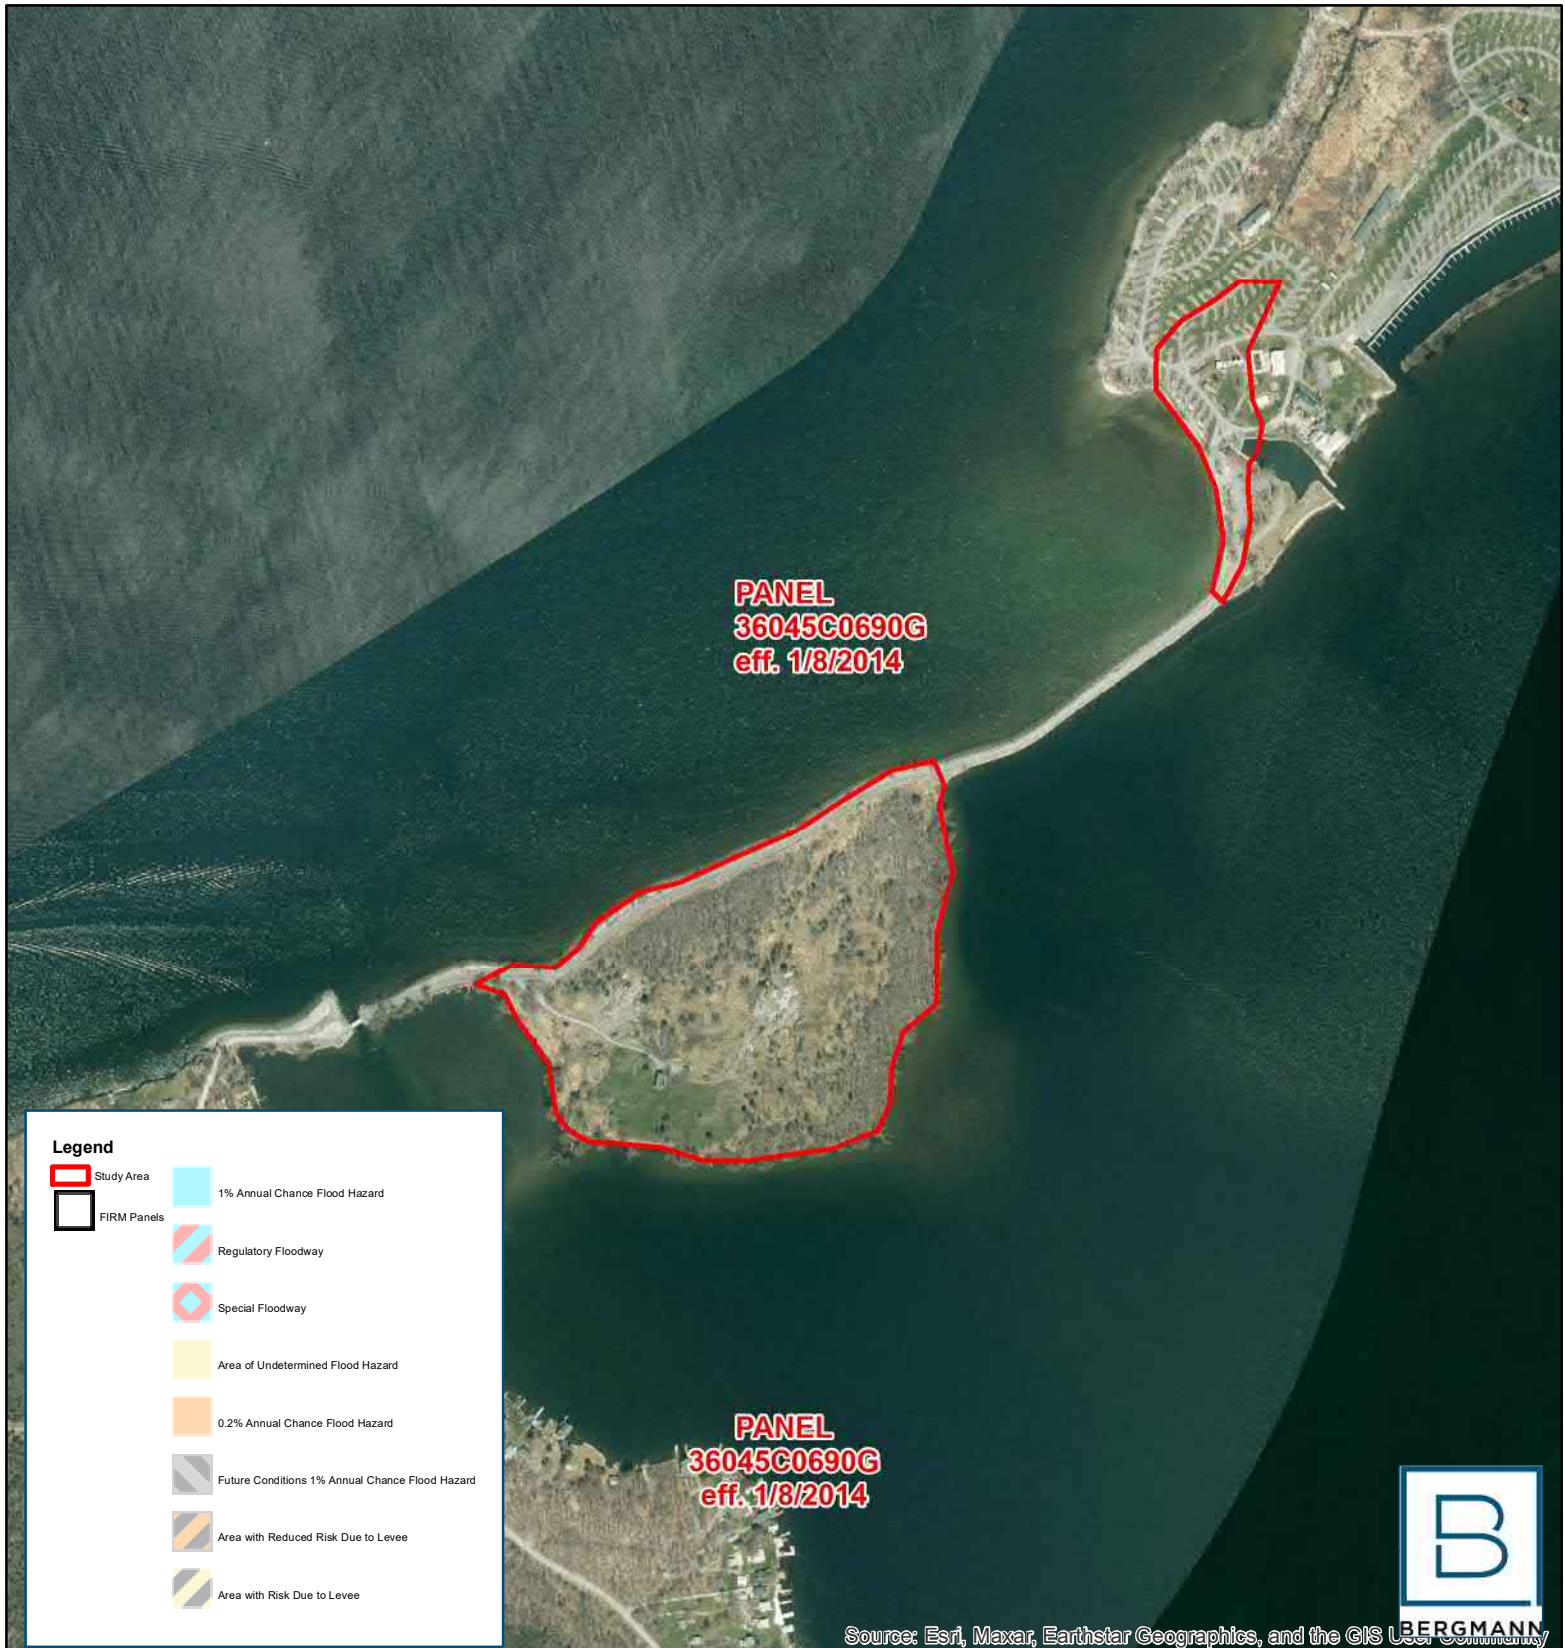 PANEL
36045C0690G
eff. 1/8/2014
Legend
Study Area
FIRM Panels
1% Annual Chance Flood Hazard
Regulatory Floodway
Special Floodway
Area of Undetermined Flood Hazard
0.2% Annual Chance Flood Hazard
Future Conditions 1% Annual Chance Flood Hazard
Area with Reduced Risk Due to Levee
Area with Risk Due to Levee
PANEL
36045C0690G
eff. 1/8/2014
B
BERGMANN
Source: Esri, Maxar, Earthstar Geographics, and the GIS User Community